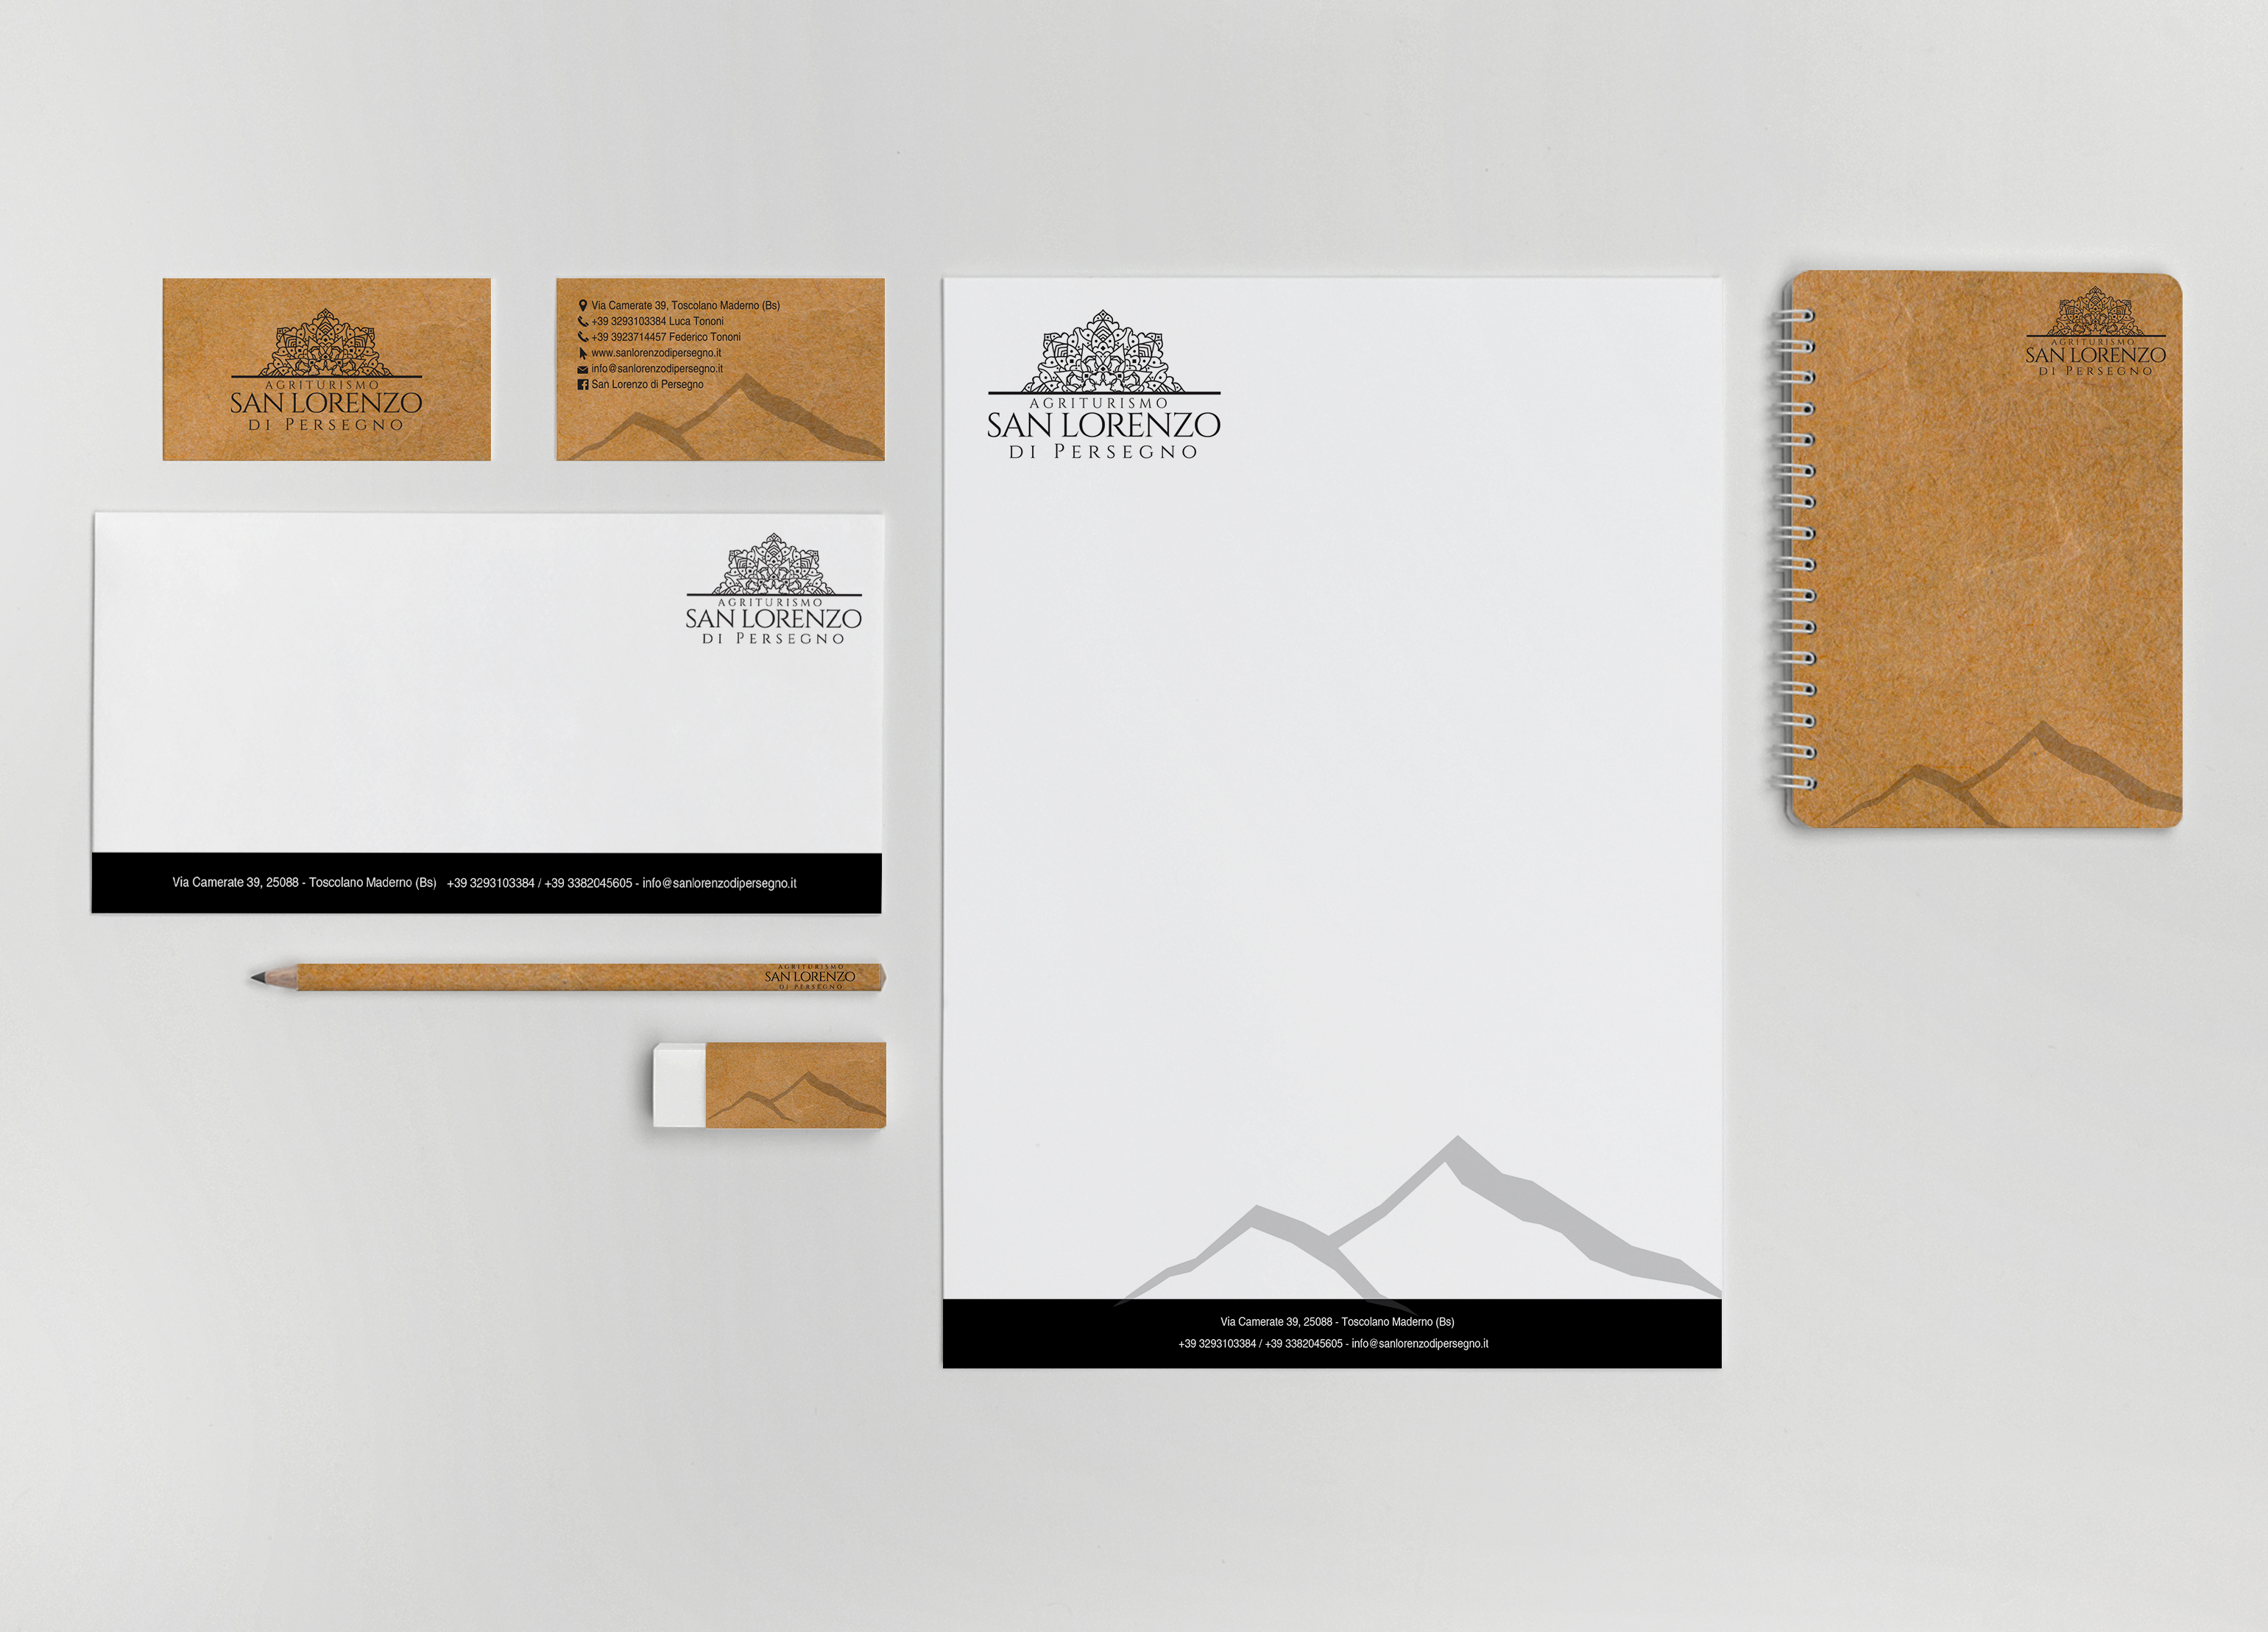 AGRITURISMO
SAN LORENZO
DI PERSEGNO
Via Camerate 39, Toscolano Maderno (Bs)
+39 3293103384 Luca Tononi
+39 3923714457 Federico Tononi
www.sanlorenzodipersegno.it
info@sanlorenzodipersegno.it
San Lorenzo di Persegno
AGRITURISMO
SAN LORENZO
DI PERSEGNO
Via Camerate 39, 25088 - Toscolano Maderno (Bs) +39 3293103384 / +39 3382045605 - info@sanlorenzodipersegno.it
AGRITURISMO
SAN LORENZO
DI PERSEGNO
AGRITURISMO
SAN LORENZO
DI PERSEGNO
Via Camerate 39, 25088 - Toscolano Maderno (Bs)
+39 3293103384 / +39 3382045605 - info@sanlorenzodipersegno.it
AGRITURISMO
SAN LORENZO
DI PERSEGNO